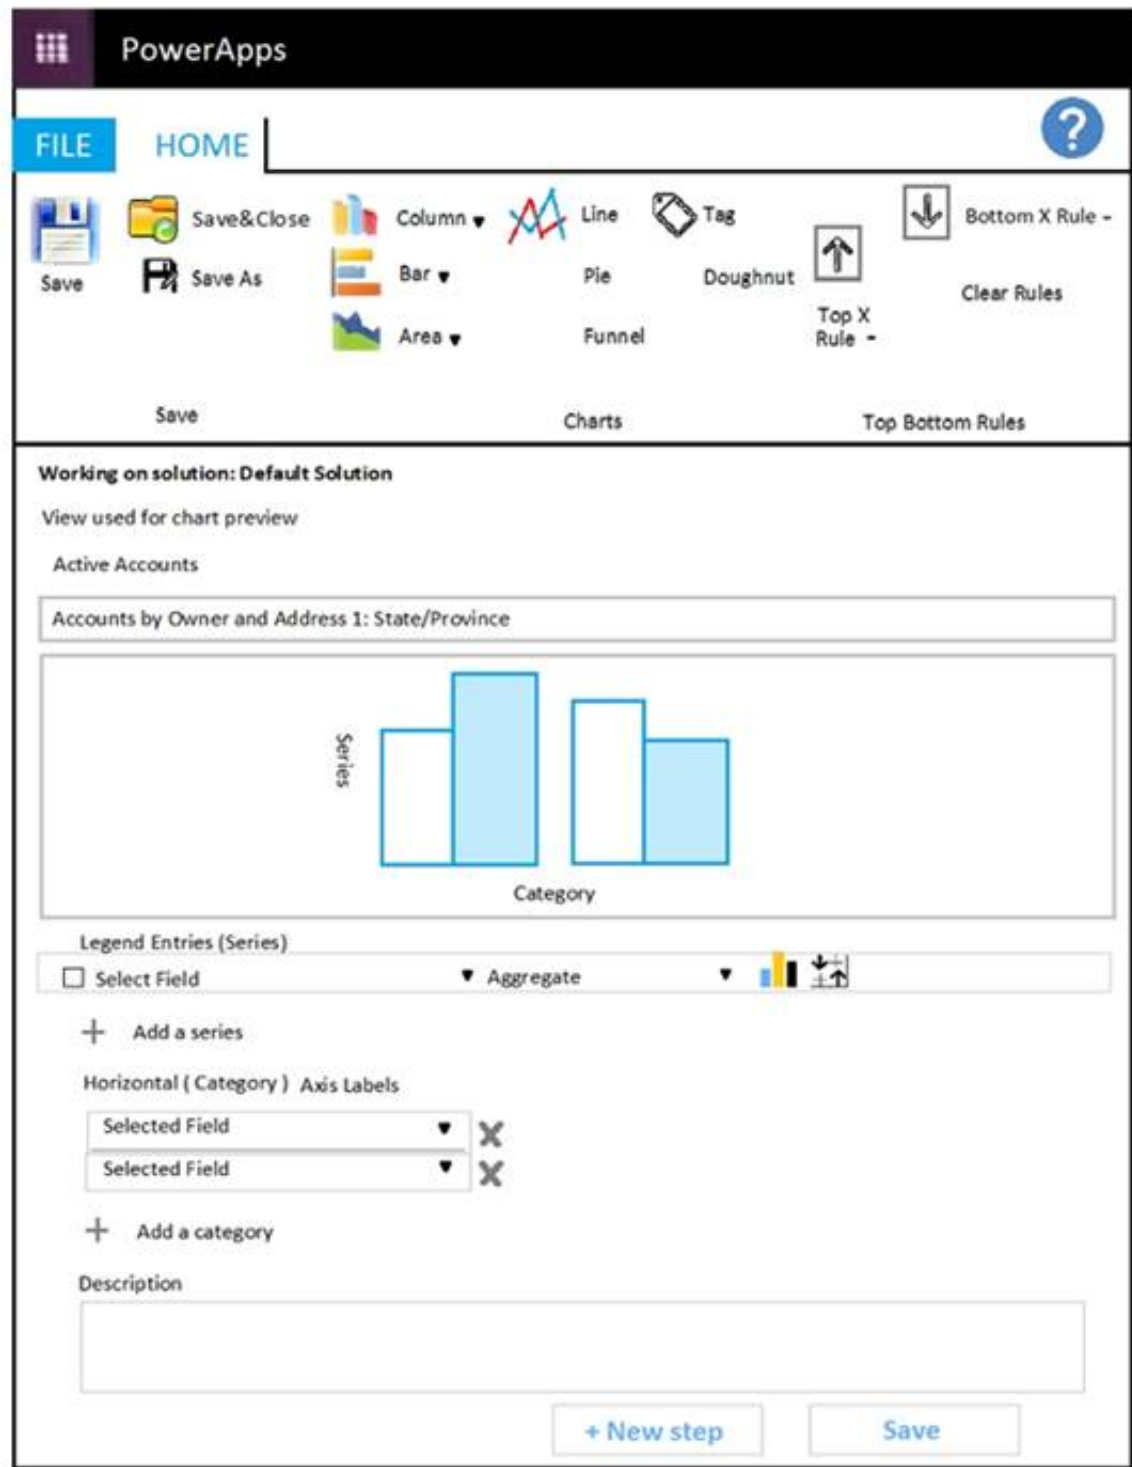 PowerApps
FILE HOME ?
Save&Close Column Line Tag Bottom X Rule -
Save Save As Bar Pie Doughnut Clear Rules
Top X
Rule -
Area Funnel
Save Charts Top Bottom Rules
Working on solution: Default Solution
View used for chart preview
Active Accounts
Accounts by Owner and Address 1: State/Province
Series
Category
Legend Entries (Series)
Select Field Aggregate
+ Add a series
Horizontal ( Category ) Axis Labels
Selected Field
Selected Field
+ Add a category
Description
+ New step Save